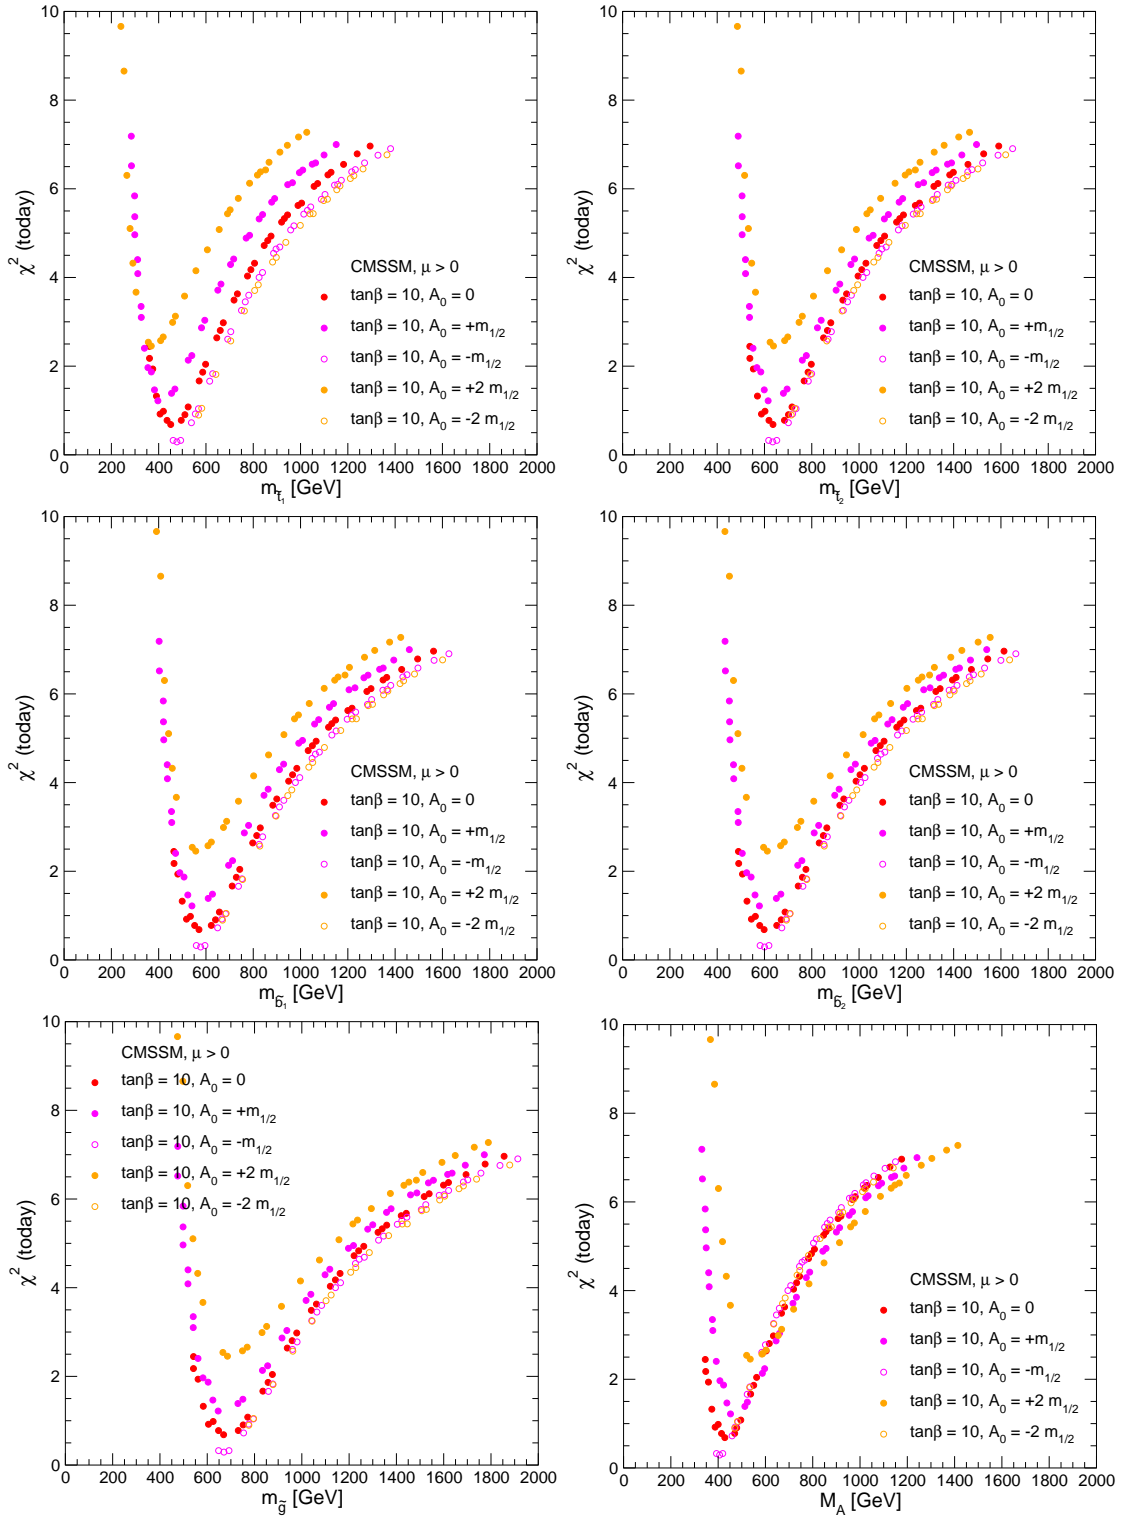 10
8
6
4
2
0
χ² (today)
CMSSM, μ > 0
tanβ = 10, A₀ = 0
tanβ = 10, A₀ = +m₁/₂
tanβ = 10, A₀ = -m₁/₂
tanβ = 10, A₀ = +2 m₁/₂
tanβ = 10, A₀ = -2 m₁/₂
0 200 400 600 800 1000 1200 1400 1600 1800 2000
m_t̃₁ [GeV]
10
8
6
4
2
0
χ² (today)
CMSSM, μ > 0
tanβ = 10, A₀ = 0
tanβ = 10, A₀ = +m₁/₂
tanβ = 10, A₀ = -m₁/₂
tanβ = 10, A₀ = +2 m₁/₂
tanβ = 10, A₀ = -2 m₁/₂
0 200 400 600 800 1000 1200 1400 1600 1800 2000
m_t̃₂ [GeV]
10
8
6
4
2
0
χ² (today)
CMSSM, μ > 0
tanβ = 10, A₀ = 0
tanβ = 10, A₀ = +m₁/₂
tanβ = 10, A₀ = -m₁/₂
tanβ = 10, A₀ = +2 m₁/₂
tanβ = 10, A₀ = -2 m₁/₂
0 200 400 600 800 1000 1200 1400 1600 1800 2000
m_b̃₁ [GeV]
10
8
6
4
2
0
χ² (today)
CMSSM, μ > 0
tanβ = 10, A₀ = 0
tanβ = 10, A₀ = +m₁/₂
tanβ = 10, A₀ = -m₁/₂
tanβ = 10, A₀ = +2 m₁/₂
tanβ = 10, A₀ = -2 m₁/₂
0 200 400 600 800 1000 1200 1400 1600 1800 2000
m_b̃₂ [GeV]
10
8
6
4
2
0
χ² (today)
CMSSM, μ > 0
tanβ = 10, A₀ = 0
tanβ = 10, A₀ = +m₁/₂
tanβ = 10, A₀ = -m₁/₂
tanβ = 10, A₀ = +2 m₁/₂
tanβ = 10, A₀ = -2 m₁/₂
0 200 400 600 800 1000 1200 1400 1600 1800 2000
m_g̃ [GeV]
10
8
6
4
2
0
χ² (today)
CMSSM, μ > 0
tanβ = 10, A₀ = 0
tanβ = 10, A₀ = +m₁/₂
tanβ = 10, A₀ = -m₁/₂
tanβ = 10, A₀ = +2 m₁/₂
tanβ = 10, A₀ = -2 m₁/₂
0 200 400 600 800 1000 1200 1400 1600 1800 2000
M_A [GeV]